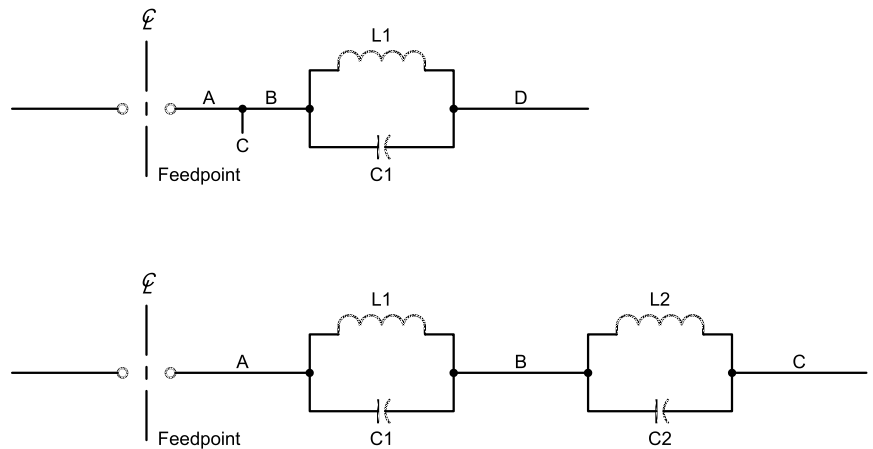 ℄
L1
A B D
C
C1
Feedpoint
℄
L1 L2
A B C
C1 C2
Feedpoint